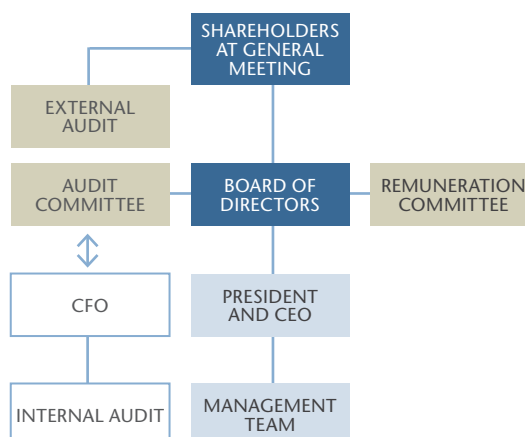 SHAREHOLDERS
AT GENERAL
MEETING
EXTERNAL
AUDIT
AUDIT
COMMITTEE
BOARD OF
DIRECTORS
REMUNERATION
COMMITTEE
CFO
PRESIDENT
AND CEO
INTERNAL AUDIT
MANAGEMENT
TEAM